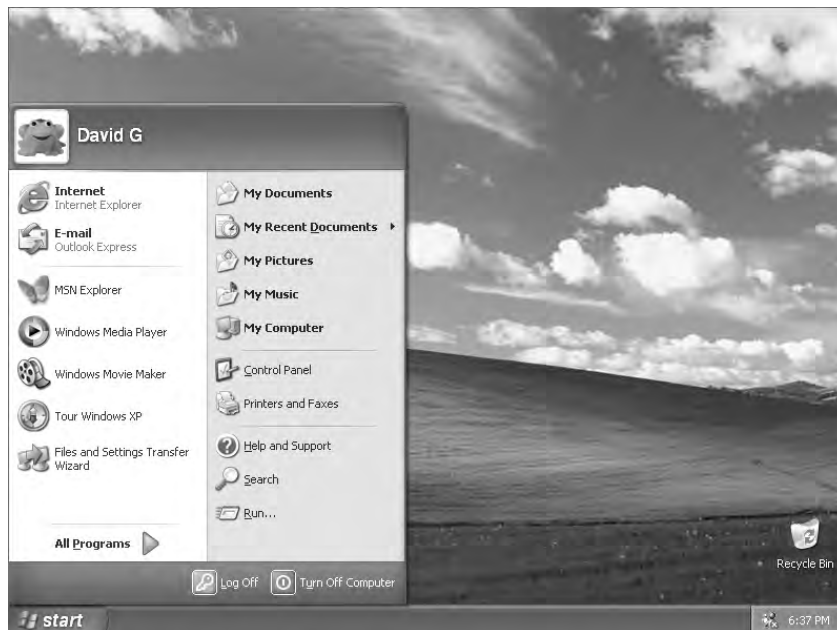 David G
Internet
Internet Explorer
E-mail
Outlook Express
MSN Explorer
Windows Media Player
Windows Movie Maker
Tour Windows XP
Files and Settings Transfer
Wizard
All Programs
My Documents
My Recent Documents
My Pictures
My Music
My Computer
Control Panel
Printers and Faxes
Help and Support
Search
Run...
Log Off
Turn Off Computer
Recycle Bin
start
6:37 PM